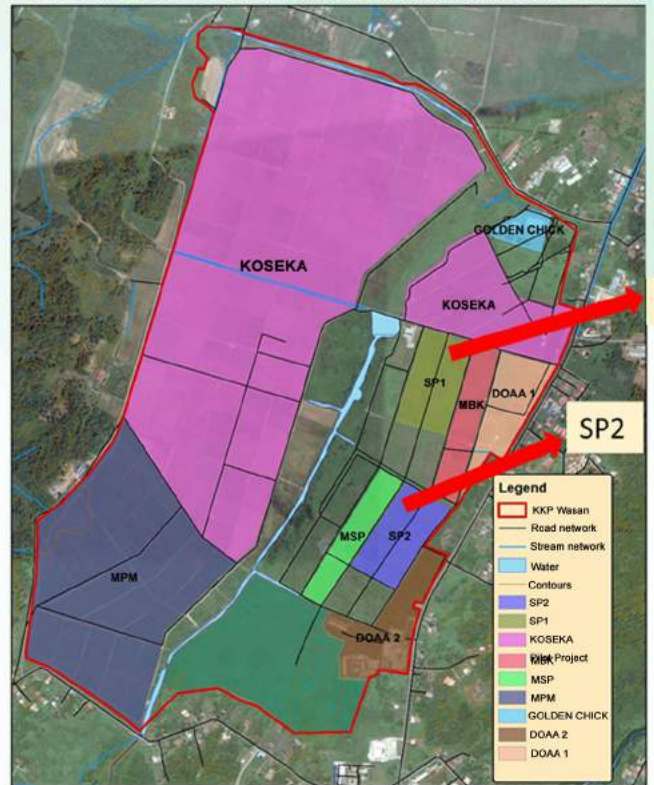 GOLDEN CHICK
KOSEKA
KOSEKA
SP1
MBK
DOAA 1
SP2
MSP
SP2
MPM
DOAA 2
Legend
KKP Wasan
Road network
Stream network
Water
Contours
SP2
SP1
KOSEKA
Pilot Project
MBK
MSP
MPM
GOLDEN CHICK
DOAA 2
DOAA 1